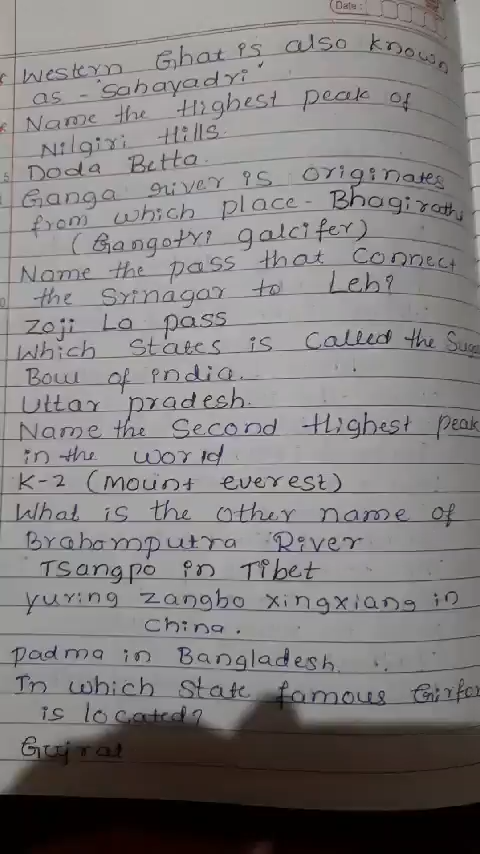 Date:
Western Ghat is also known
as - Sahayadri
Name the Highest peak of
Nilgiri Hills.
Doda Betta.
Ganga river is originates
from which place - Bhagirathi
(Gangotri galcifer)
Name the pass that connect
the Srinagar to Leh?
Zoji La pass
Which States is called the
Bowl of india.
Uttar pradesh.
Name the Second Highest peak
in the world
K-2 (mount everest)
What is the other name of
Brahamputra River
Tsangpo in Tibet
yuring zangbo xingxiang in
China.
padma in Bangladesh
In which state famous
is located?
Gujrat